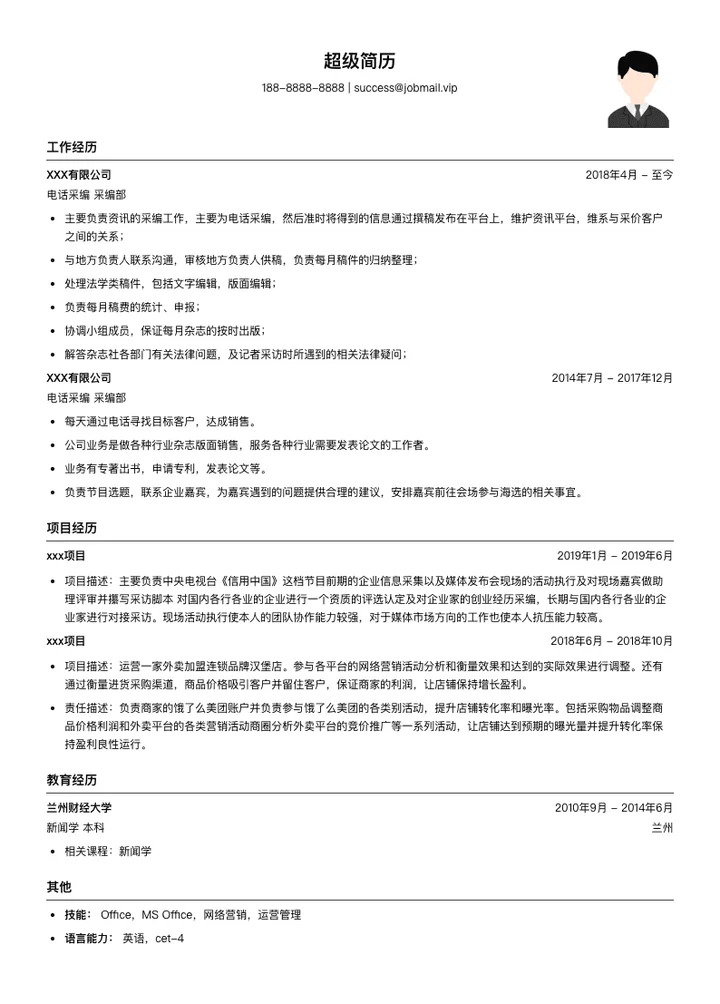 超级简历
188-8888-8888 | success@jobmail.vip
工作经历
XXX有限公司 2018年4月 – 至今
电话采编 采编部
• 主要负责资讯的采编工作，主要为电话采编，然后准时将得到的信息通过撰稿发布在平台上，维护资讯平台，维系与采价客户
之间的关系；
• 与地方负责人联系沟通，审核地方负责人供稿，负责每月稿件的归纳整理；
• 处理法学类稿件，包括文字编辑，版面编辑；
• 负责每月稿费的统计、申报；
• 协调小组成员，保证每月杂志的按时出版；
• 解答杂志社各部门有关法律问题，及记者采访时所遇到的相关法律疑问；
XXX有限公司 2014年7月 – 2017年12月
电话采编 采编部
• 每天通过电话寻找目标客户，达成销售。
• 公司业务是做各种行业杂志版面销售，服务各种行业需要发表论文的工作者。
• 业务有专著出书，申请专利，发表论文等。
• 负责节目选题，联系企业嘉宾，为嘉宾遇到的问题提供合理的建议，安排嘉宾前往会场参与海选的相关事宜。
项目经历
xxx项目 2019年1月 – 2019年6月
• 项目描述：主要负责中央电视台《信用中国》这档节目前期的企业信息采集以及媒体发布会现场的活动执行及对现场嘉宾做助
理评审并攥写采访脚本 对国内各行各业的企业进行一个资质的评选认定及对企业家的创业经历采编，长期与国内各行各业的企
业家进行对接采访。现场活动执行使本人的团队协作能力较强，对于媒体市场方向的工作也使本人抗压能力较高。
xxx项目 2018年6月 – 2018年10月
• 项目描述：运营一家外卖加盟连锁品牌汉堡店。参与各平台的网络营销活动分析和衡量效果和达到的实际效果进行调整。还有
通过衡量进货采购渠道，商品价格吸引客户并留住客户，保证商家的利润，让店铺保持增长盈利。
• 责任描述：负责商家的饿了么美团账户并负责参与饿了么美团的各类别活动，提升店铺转化率和曝光率。包括采购物品调整商
品价格利润和外卖平台的各类营销活动商圈分析外卖平台的竞价推广等一系列活动，让店铺达到预期的曝光量并提升转化率保
持盈利良性运行。
教育经历
兰州财经大学 2010年9月 – 2014年6月
新闻学 本科 兰州
• 相关课程：新闻学
其他
• 技能： Office，MS Office，网络营销，运营管理
• 语言能力： 英语，cet-4